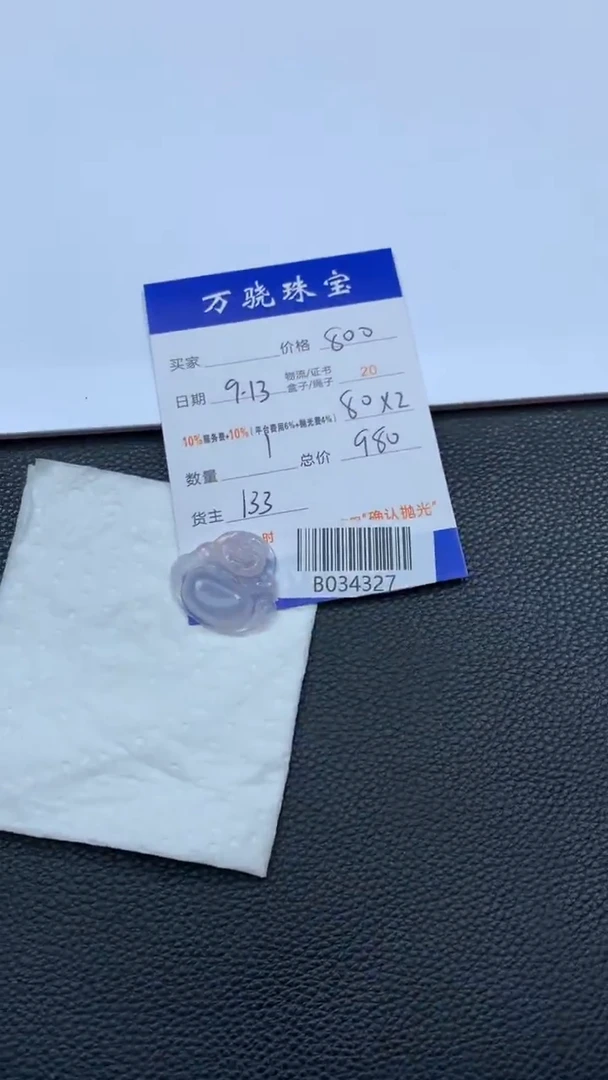 万骁珠宝
买家 价格 800
日期 9.13 物流/证书 盒子/绳子 20
10%服务费+10%(平台费用6%+抛光费4%) 80×2
数量 1 总价 980
货主 133
"确认抛光"
时
B034327